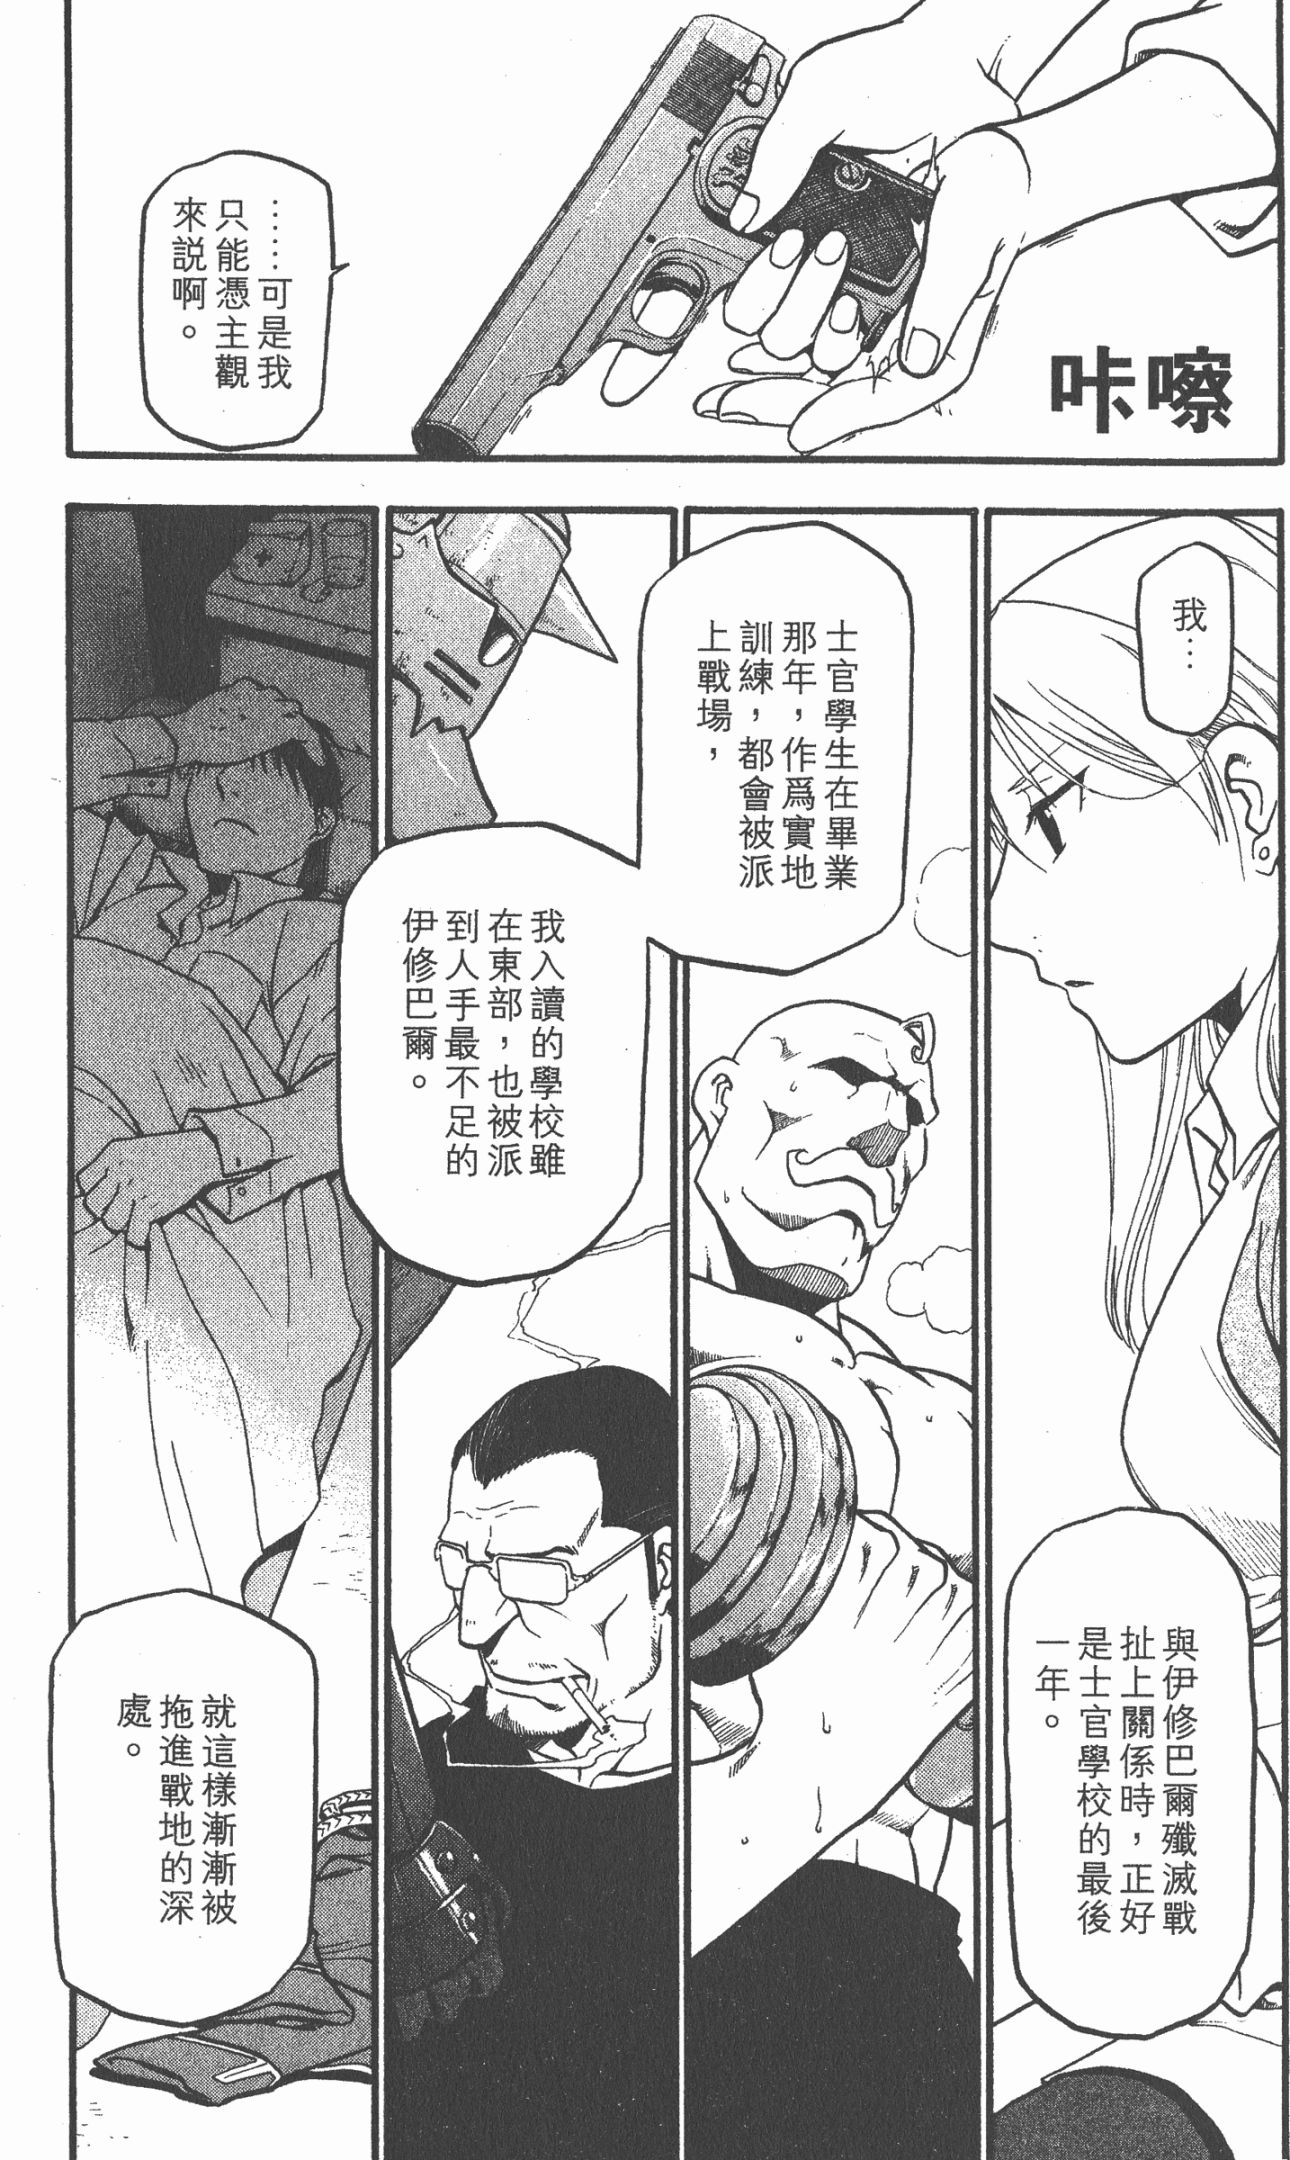 咔嚓
……可是我
只能憑主觀
來説啊。
我…
與伊修巴爾殲滅戰
扯上關係時，正好
是士官學校的最後
一年。
士官學生在畢業
那年，作爲實地
訓練，都會被派
上戰場，
我入讀的學校雖
在東部，也被派
到人手最不足的
伊修巴爾。
就這樣漸漸被
拖進戰地的深
處。